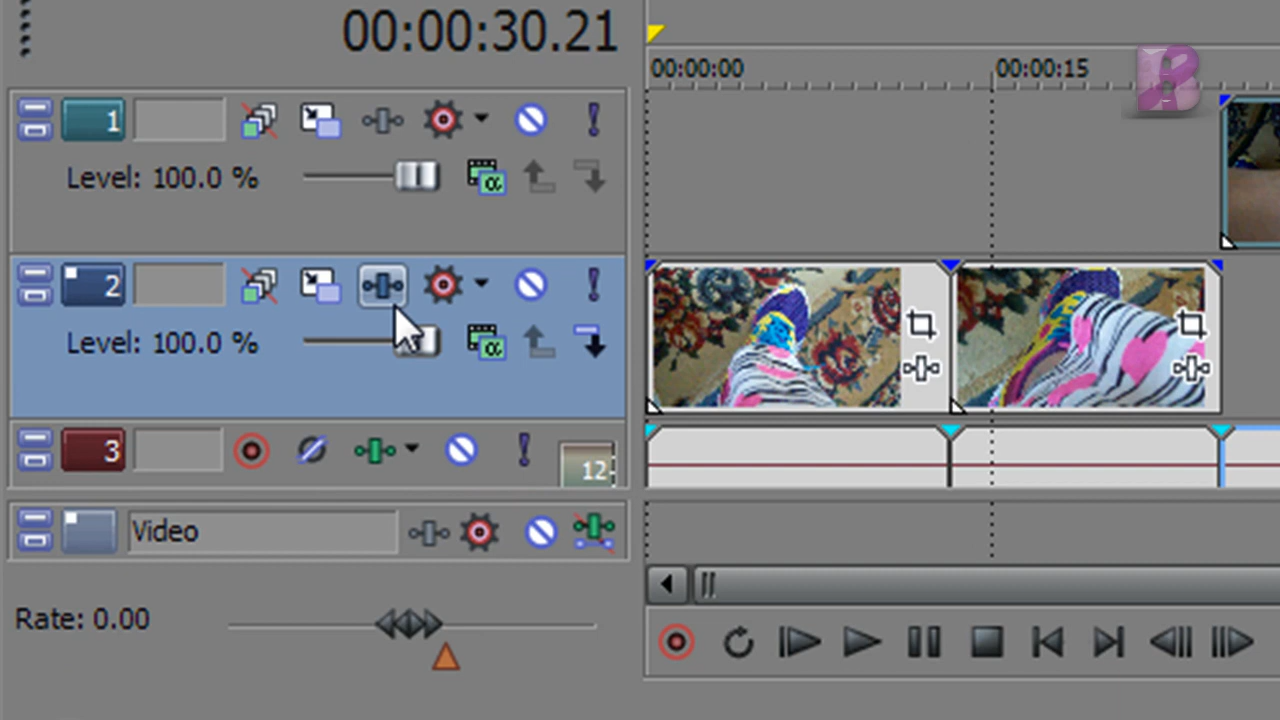 00:00:30.21
00:00:00
00:00:15
B
1
Level: 100.0 %
2
Level: 100.0 %
3
12-
Video
Rate: 0.00